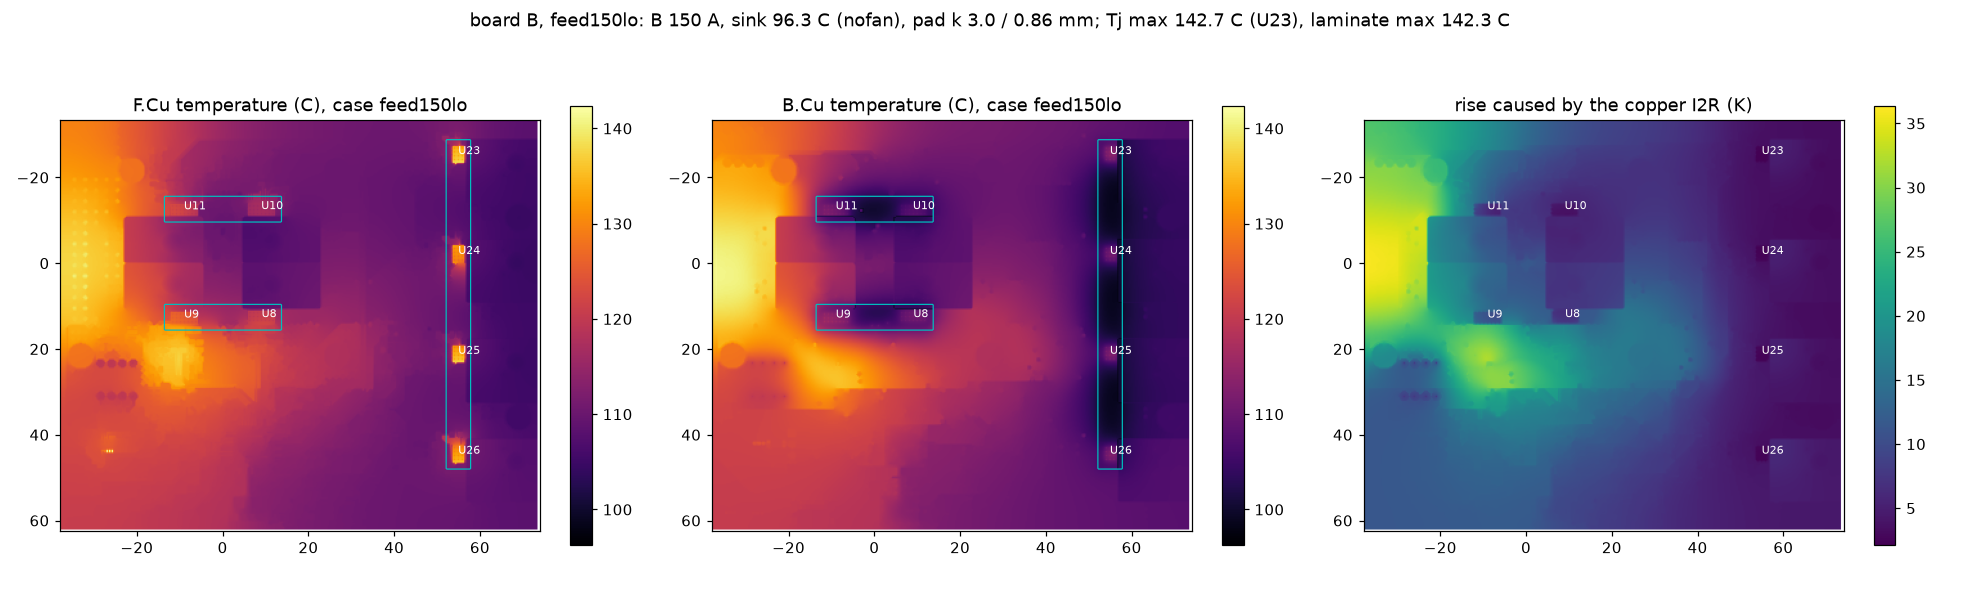 board B, feed150lo: B 150 A, sink 96.3 C (nofan), pad k 3.0 / 0.86 mm; Tj max 142.7 C (U23), laminate max 142.3 C
F.Cu temperature (C), case feed150lo
−20
0
20
40
60
−20
0
20
40
60
U23
U11
U10
U24
U9
U8
U25
U26
140
130
120
110
100
B.Cu temperature (C), case feed150lo
−20
0
20
40
60
−20
0
20
40
60
U23
U11
U10
U24
U9
U8
U25
U26
140
130
120
110
100
rise caused by the copper I2R (K)
−20
0
20
40
60
−20
0
20
40
60
U23
U11
U10
U24
U9
U8
U25
U26
35
30
25
20
15
10
5